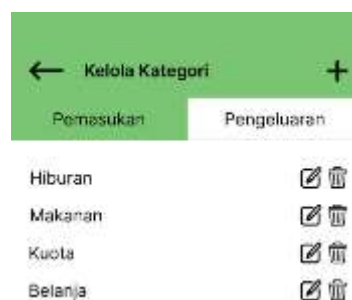 Kelola Kategori
Pemasukan Pengeluaran
Hiburan
Makanan
Kuota
Belanja